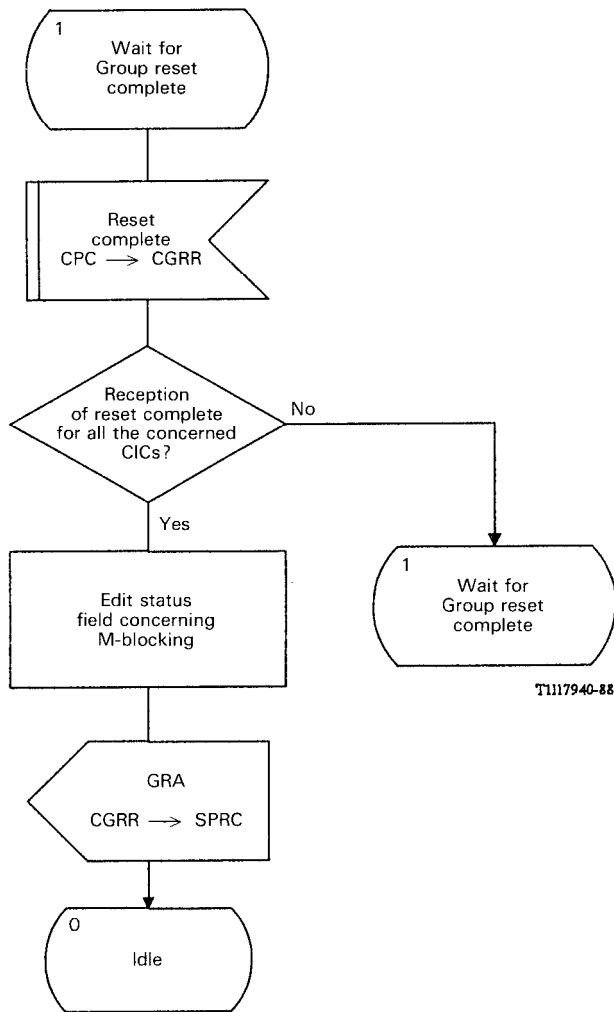 1
Wait for
Group reset
complete
Reset
complete
CPC → CGRR
Reception
of reset complete
for all the concerned
CICs?
No
Yes
1
Wait for
Group reset
complete
Edit status
field concerning
M-blocking
T1117940-88
GRA
CGRR → SPRC
0
Idle